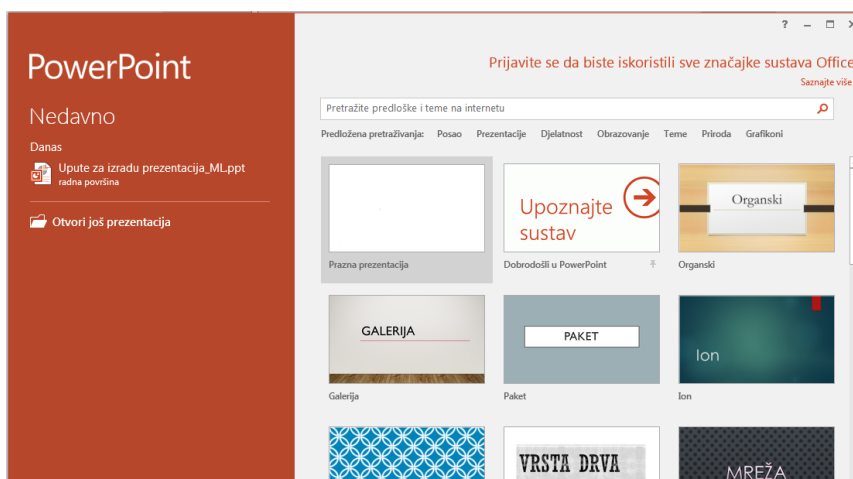 PowerPoint
Nedavno
Danas
Upute za izradu prezentacija_ML.ppt
radna površina
Otvori još prezentacija
?
Prijavite se da biste iskoristili sve značajke sustava Office
Saznajte više
Pretražite predloške i teme na internetu
Predložena pretraživanja: Posao Prezentacije Djelatnost Obrazovanje Teme Priroda Grafikoni
Upoznajte
sustav
Organski
Prazna prezentacija
Dobrodošli u PowerPoint
Organski
GALERIJA
PAKET
Ion
Galerija
Paket
Ion
VRSTA DRVA
MREŽA